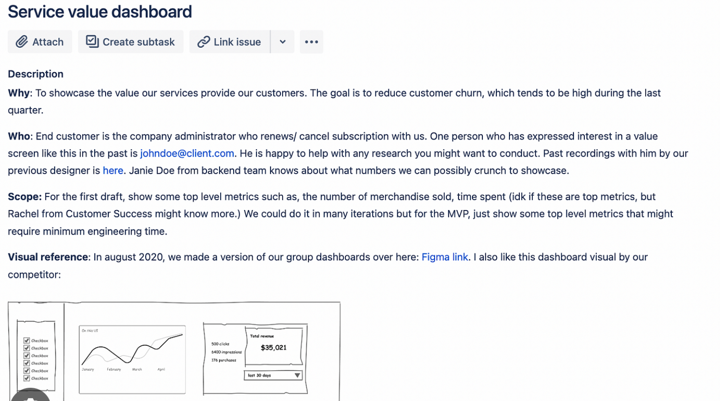 Service value dashboard
Attach
Create subtask
Link issue
Description
Why: To showcase the value our services provide our customers. The goal is to reduce customer churn, which tends to be high during the last
quarter.
Who: End customer is the company administrator who renews/ cancel subscription with us. One person who has expressed interest in a value
screen like this in the past is johndoe@client.com. He is happy to help with any research you might want to conduct. Past recordings with him by our
previous designer is here. Janie Doe from backend team knows about what numbers we can possibly crunch to showcase.
Scope: For the first draft, show some top level metrics such as, the number of merchandise sold, time spent (idk if these are top metrics, but
Rachel from Customer Success might know more.) We could do it in many iterations but for the MVP, just show some top level metrics that might
require minimum engineering time.
Visual reference: In august 2020, we made a version of our group dashboards over here: Figma link. I also like this dashboard visual by our
competitor:
Checkbox
Checkbox
Checkbox
Checkbox
Checkbox
Checkbox
January February March April
500 clicks
6400 impressions
376 purchases
Total revenue
$35,021
last 30 days